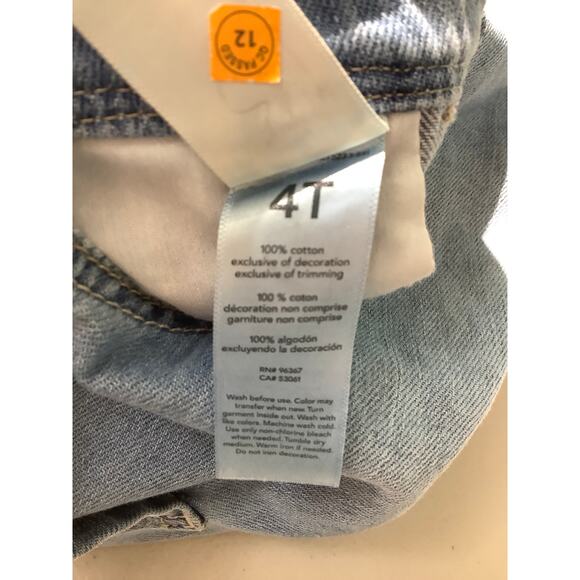 QC PASSED
12
4T
100% cotton
exclusive of decoration
exclusive of trimming
100 % coton
décoration non comprise
garniture non comprise
100% algodón
excluyendo la decoración
RN# 96367
CA# 53061
Wash before use. Color may
transfer when new. Turn
garment inside out. Wash with
like colors. Machine wash cold.
Use only non-chlorine bleach
when needed. Tumble dry
medium. Warm iron if needed.
Do not iron decoration.